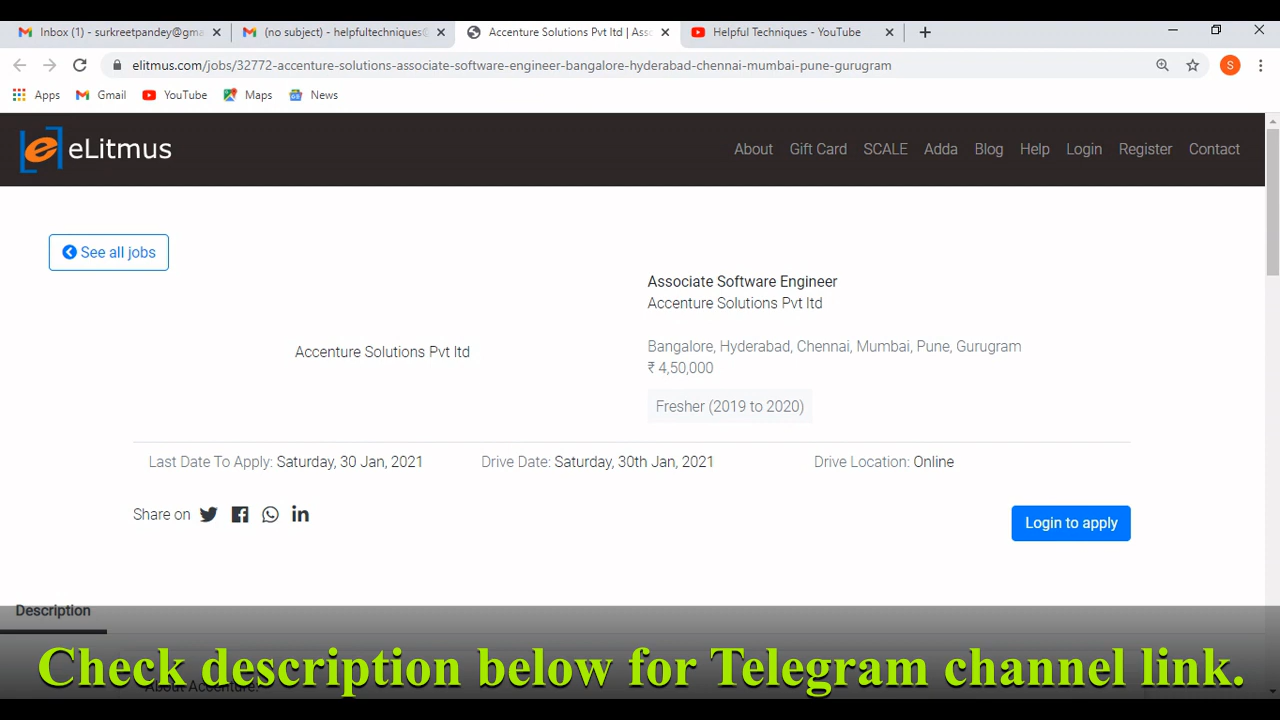 Inbox (1) - surkreetpandey@gma
(no subject) - helpfultechniques@
Accenture Solutions Pvt ltd | Asso
Helpful Techniques - YouTube
elitmus.com/jobs/32772-accenture-solutions-associate-software-engineer-bangalore-hyderabad-chennai-mumbai-pune-gurugram
S
Apps Gmail YouTube Maps News
eLitmus
About Gift Card SCALE Adda Blog Help Login Register Contact
See all jobs
Associate Software Engineer
Accenture Solutions Pvt ltd
Accenture Solutions Pvt ltd
Bangalore, Hyderabad, Chennai, Mumbai, Pune, Gurugram
₹ 4,50,000
Fresher (2019 to 2020)
Last Date To Apply: Saturday, 30 Jan, 2021
Drive Date: Saturday, 30th Jan, 2021
Drive Location: Online
Share on
Login to apply
Description
About Accenture:
Check description below for Telegram channel link.